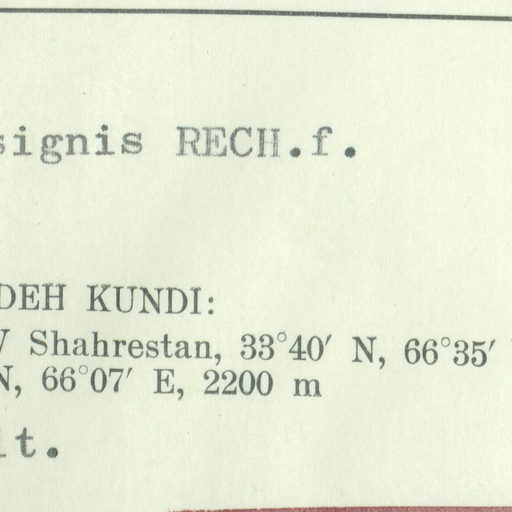 signis RECH.f.
DEH KUNDI:
Shahrestan, 33°40′ N, 66°35′
N, 66°07′ E, 2200 m
it.